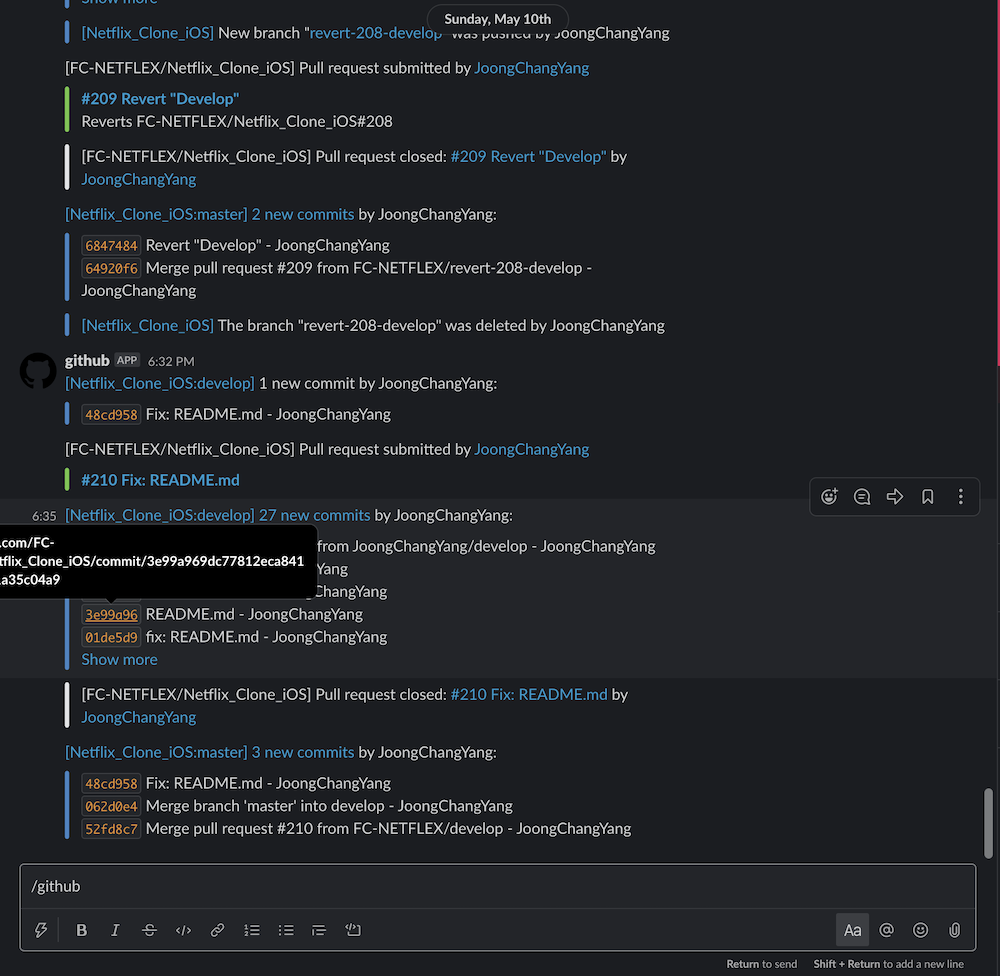 Show more
Sunday, May 10th
[Netflix_Clone_iOS] New branch "revert-208-develop" was pushed by JoongChangYang
[FC-NETFLEX/Netflix_Clone_iOS] Pull request submitted by JoongChangYang
#209 Revert "Develop"
Reverts FC-NETFLEX/Netflix_Clone_iOS#208
[FC-NETFLEX/Netflix_Clone_iOS] Pull request closed: #209 Revert "Develop" by
JoongChangYang
[Netflix_Clone_iOS:master] 2 new commits by JoongChangYang:
6847484 Revert "Develop" - JoongChangYang
64920f6 Merge pull request #209 from FC-NETFLEX/revert-208-develop -
JoongChangYang
[Netflix_Clone_iOS] The branch "revert-208-develop" was deleted by JoongChangYang
github APP 6:32 PM
[Netflix_Clone_iOS:develop] 1 new commit by JoongChangYang:
48cd958 Fix: README.md - JoongChangYang
[FC-NETFLEX/Netflix_Clone_iOS] Pull request submitted by JoongChangYang
#210 Fix: README.md
6:35 [Netflix_Clone_iOS:develop] 27 new commits by JoongChangYang:
.com/FC-
tflix_Clone_iOS/commit/3e99a969dc77812eca841
a35c04a9
from JoongChangYang/develop - JoongChangYang
Yang
ChangYang
3e99a96 README.md - JoongChangYang
01de5d9 fix: README.md - JoongChangYang
Show more
[FC-NETFLEX/Netflix_Clone_iOS] Pull request closed: #210 Fix: README.md by
JoongChangYang
[Netflix_Clone_iOS:master] 3 new commits by JoongChangYang:
48cd958 Fix: README.md - JoongChangYang
062d0e4 Merge branch 'master' into develop - JoongChangYang
52fd8c7 Merge pull request #210 from FC-NETFLEX/develop - JoongChangYang
/github
B I S </> Aa @
Return to send Shift + Return to add a new line